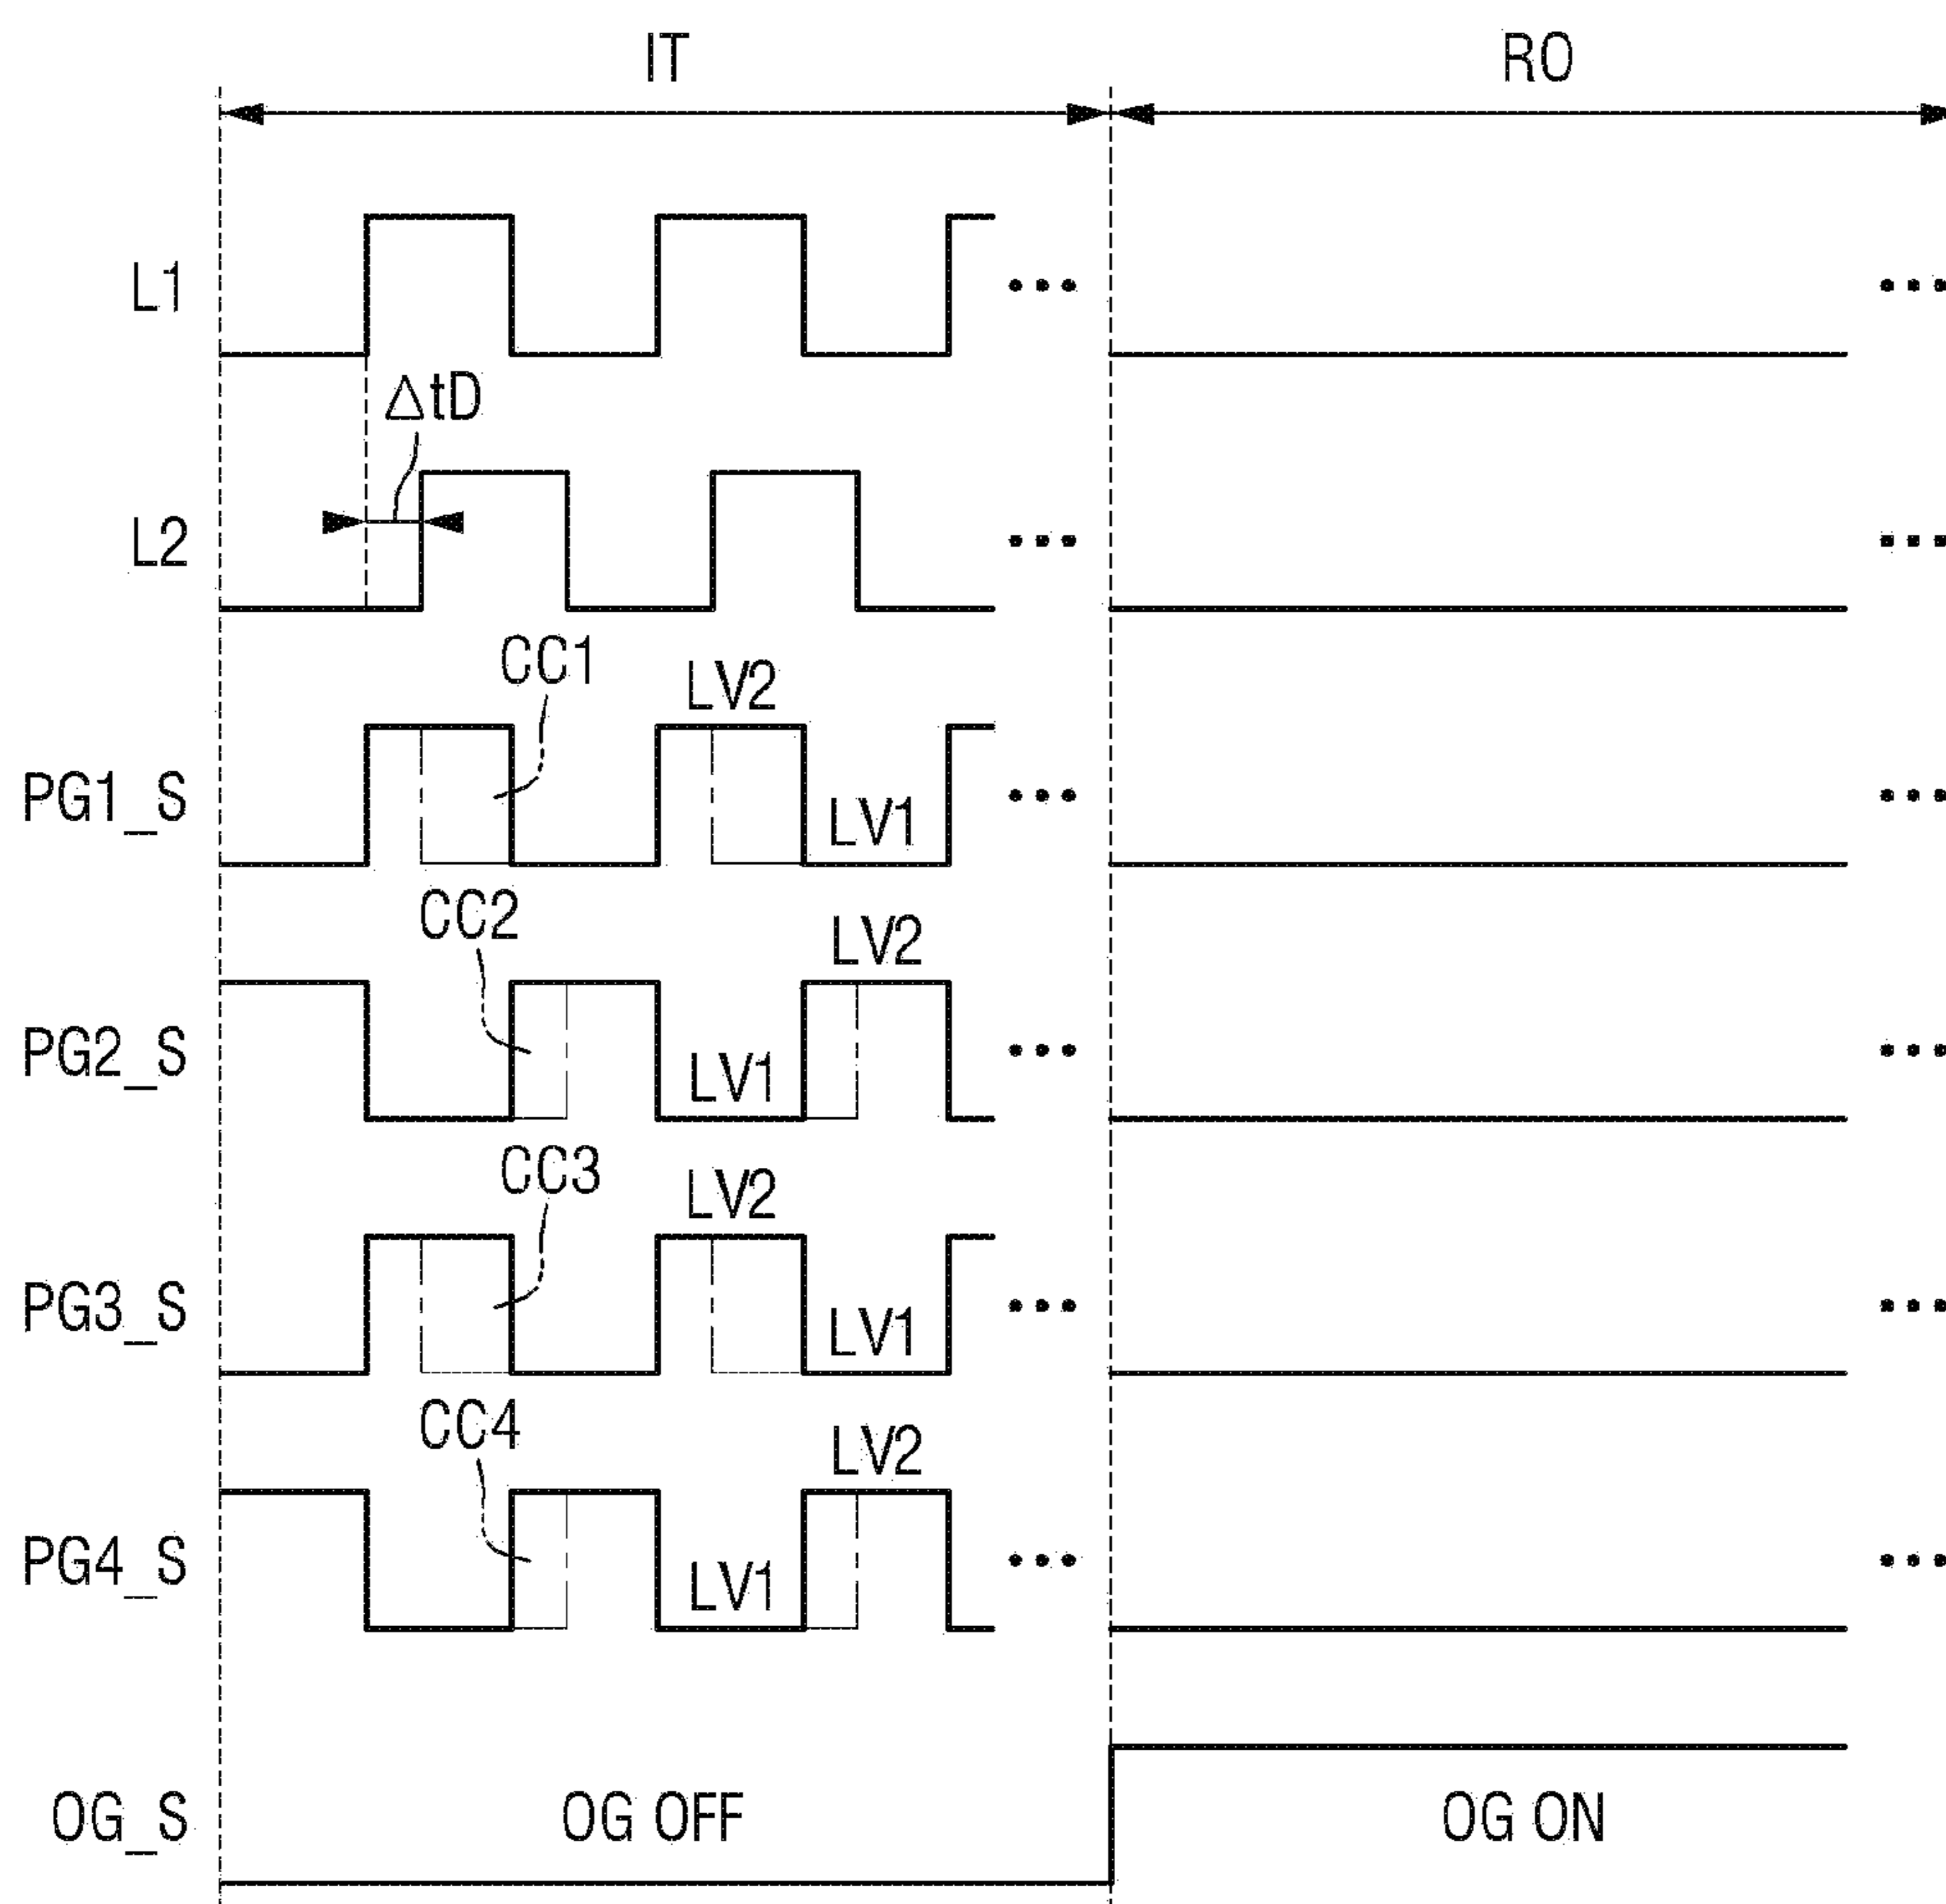 IT RO
L1 ... ...
ΔtD
L2 ... ...
CC1 LV2
PG1_S LV1 ... ...
CC2 LV2
PG2_S LV1 ... ...
CC3 LV2
PG3_S LV1 ... ...
CC4 LV2
PG4_S LV1 ... ...
OG_S OG OFF OG ON